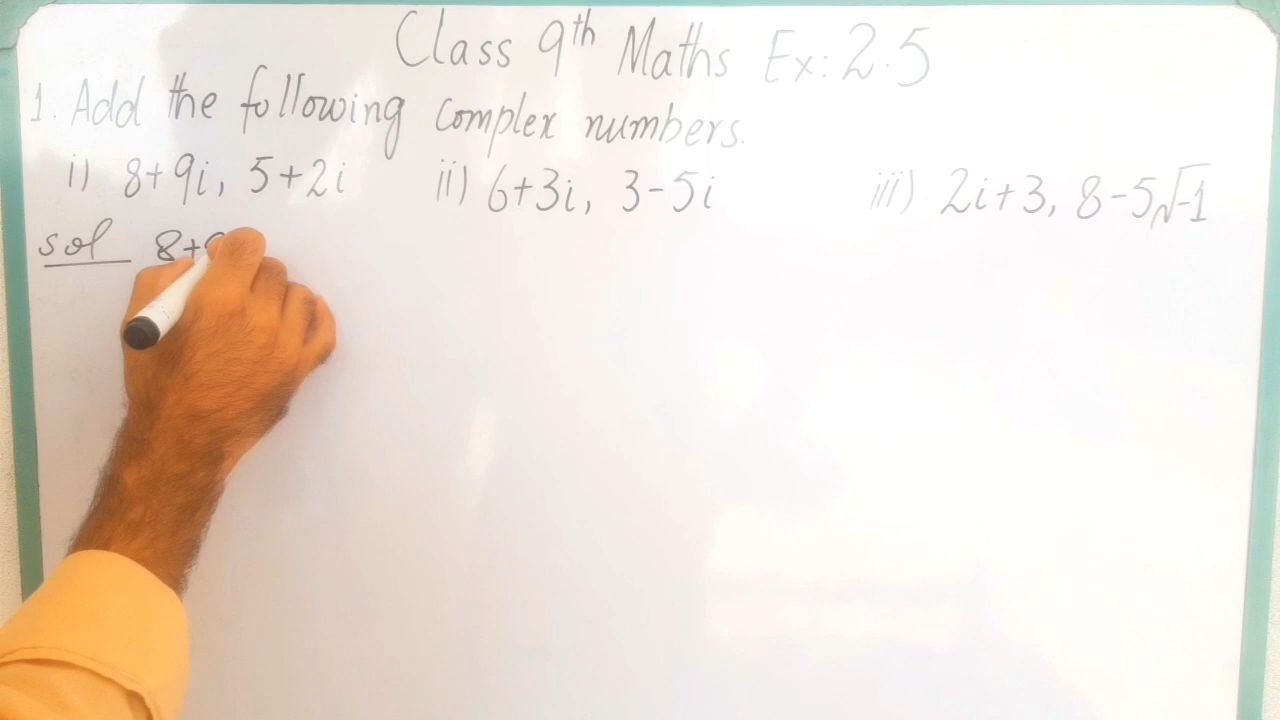 Class 9th Maths Ex: 2.5
1. Add the following complex numbers.
i) 8+9i, 5+2i ii) 6+3i, 3-5i iii) 2i+3, 8-5√-1
sol 8+